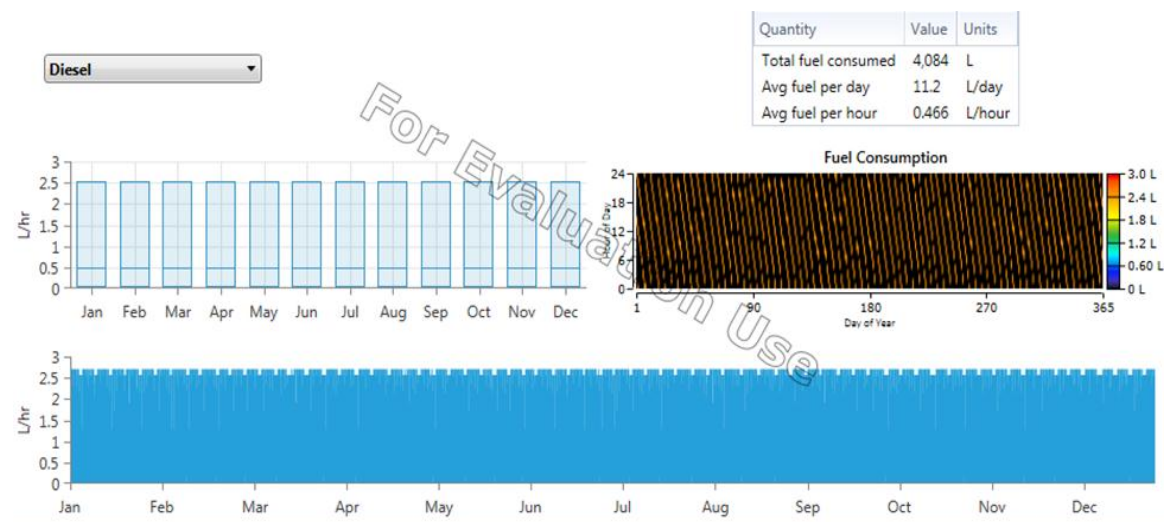 Quantity Value Units
Total fuel consumed 4,084 L
Avg fuel per day 11.2 L/day
Avg fuel per hour 0.466 L/hour
Diesel
For Evaluation Use
L/hr
3
2.5
2
1.5
1
0.5
0
Jan Feb Mar Apr May Jun Jul Aug Sep Oct Nov Dec
Fuel Consumption
24
18
12
6
0
1 90 180 270 365
Day of Year
3.0 L
2.4 L
1.8 L
1.2 L
0.60 L
0 L
L/hr
3
2.5
2
1.5
1
0.5
0
Jan Feb Mar Apr May Jun Jul Aug Sep Oct Nov Dec